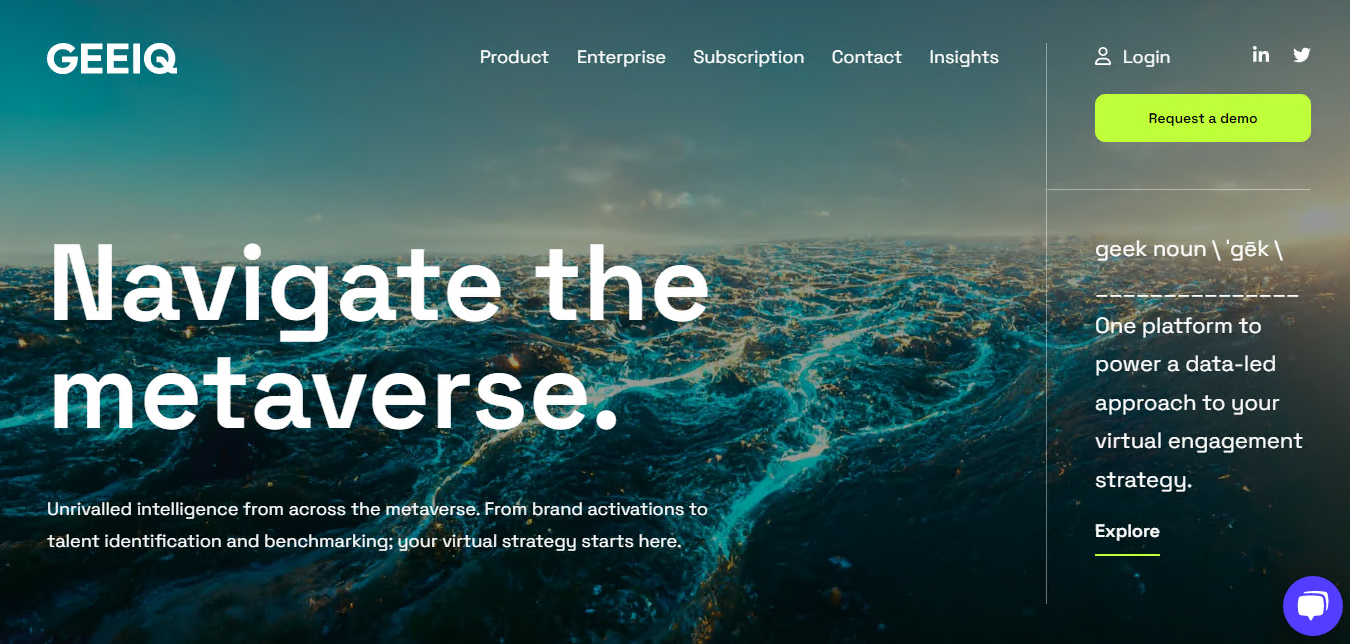 GEEIQ
Product Enterprise Subscription Contact Insights
Login
Request a demo
Navigate the
metaverse.
Unrivalled intelligence from across the metaverse. From brand activations to
talent identification and benchmarking; your virtual strategy starts here.
geek noun \ ˈgēk \
_______________
One platform to
power a data-led
approach to your
virtual engagement
strategy.
Explore